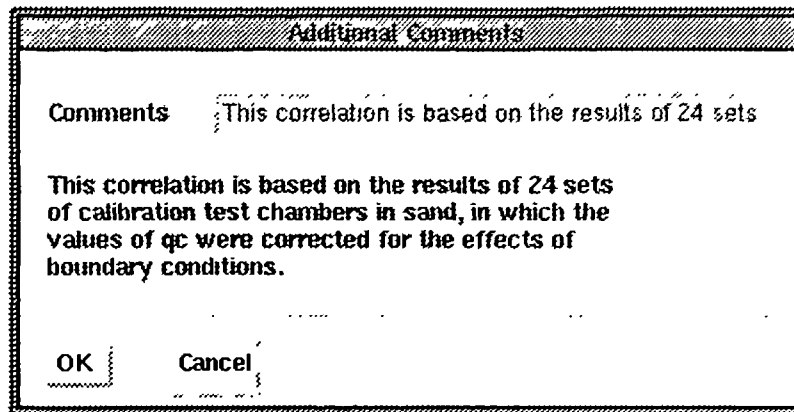 Additional Comments
Comments This correlation is based on the results of 24 sets
This correlation is based on the results of 24 sets
of calibration test chambers in sand, in which the
values of qc were corrected for the effects of
boundary conditions.
OK Cancel